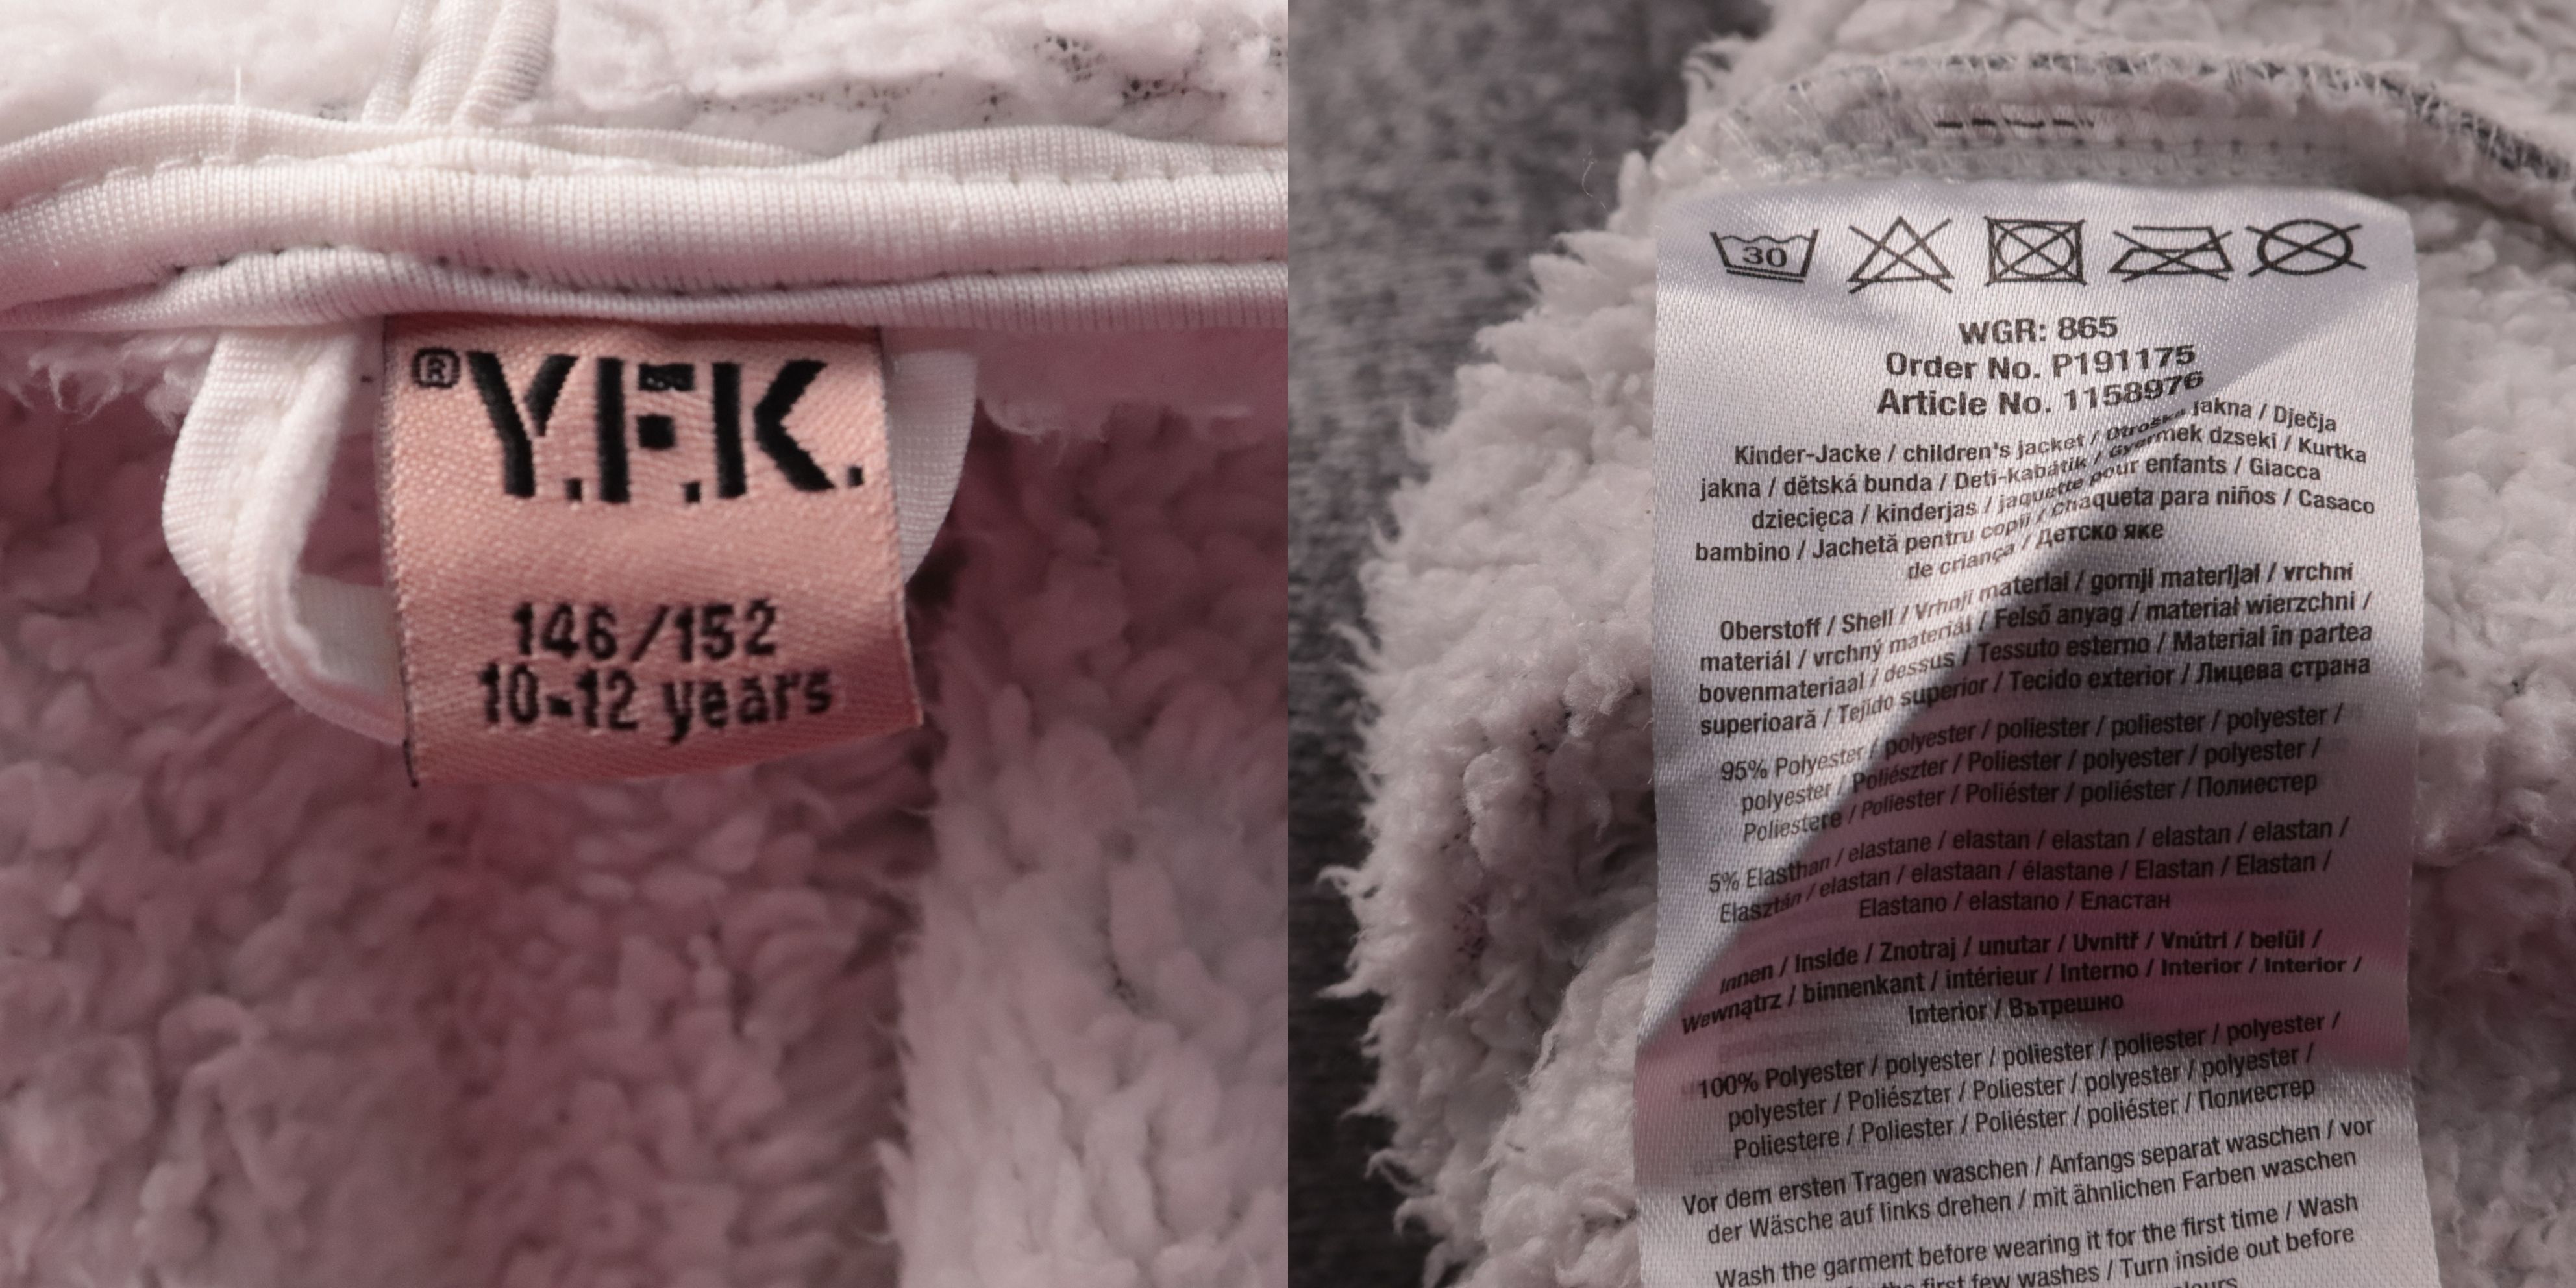 ®Y.F.K.
146/152
10-12 years
30
WGR: 865
Order No. P191175
Article No. 1158976
Kinder-Jacke / children's jacket / Otroška jakna / Dječja
jakna / dětská bunda / Deti-kabátik / Gyermek dzseki / Kurtka
dziecięca / kinderjas / jaquette pour enfants / Giacca
bambino / Jachetă pentru copii / chaqueta para niños / Casaco
de criança / Детско яке
Oberstoff / Shell / Vrhnji material / gornji materijal / vrchní
materiál / vrchný materiál / Felső anyag / materiał wierzchni /
bovenmateriaal / dessus / Tessuto esterno / Material în partea
superioară / Tejido superior / Tecido exterior / Лицева страна
95% Polyester / polyester / poliester / poliester / polyester /
polyester / Poliészter / Poliester / polyester / polyester /
Poliestere / Poliester / Poliéster / poliéster / Полиестер
5% Elasthan / elastane / elastan / elastan / elastan / elastan /
Elasztán / elastan / elastaan / élastane / Elastan / Elastan /
Elastano / elastano / Еластан
Innen / Inside / Znotraj / unutar / Uvnitř / Vnútri / belül /
Wewnątrz / binnenkant / intérieur / Interno / Interior / Interior /
Interior / Вътрешно
100% Polyester / polyester / poliester / poliester / polyester /
polyester / Poliészter / Poliester / polyester / polyester /
Poliestere / Poliester / Poliéster / poliéster / Полиестер
Vor dem ersten Tragen waschen / Anfangs separat waschen / vor
der Wäsche auf links drehen / mit ähnlichen Farben waschen
Wash the garment before wearing it for the first time / Wash
first few washes / Turn inside out before